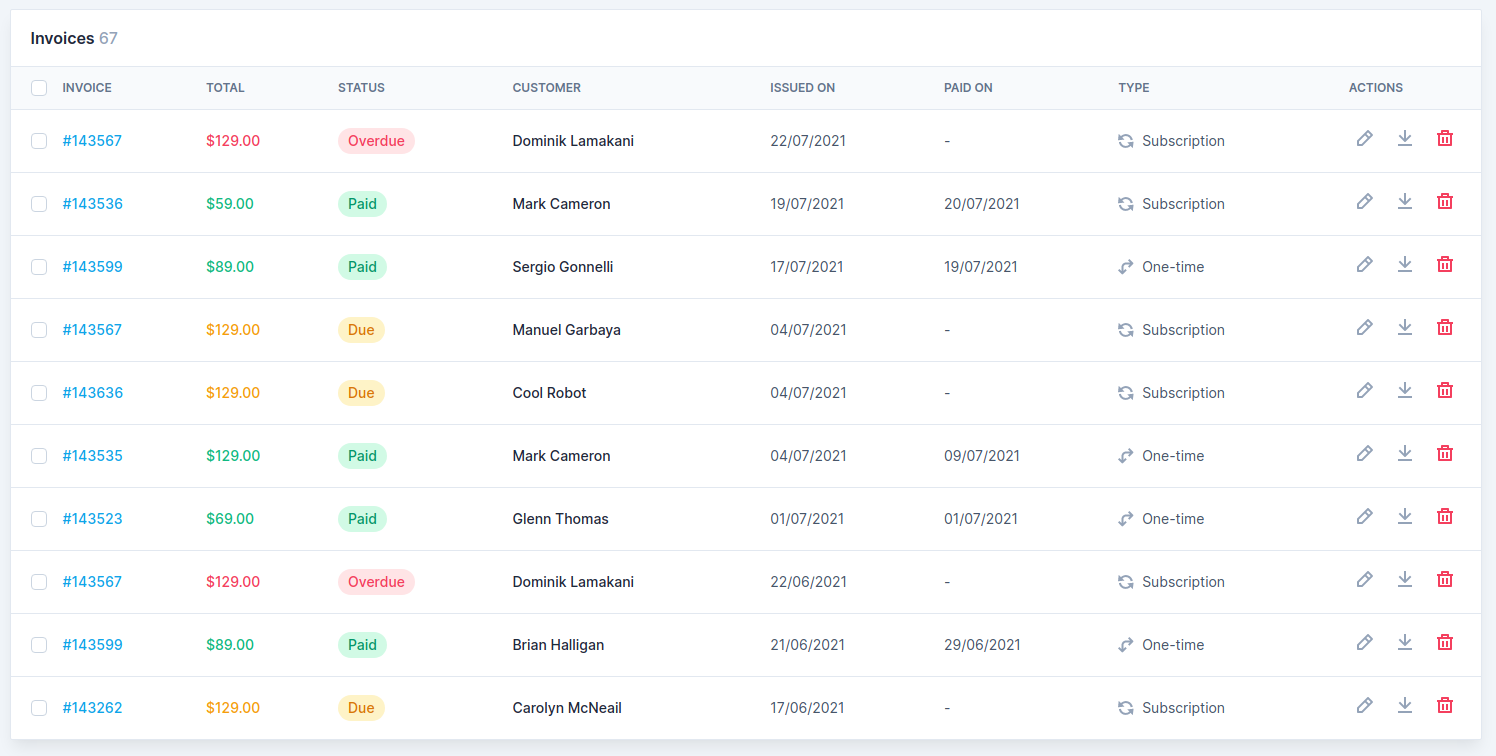 Invoices 67
INVOICE TOTAL STATUS CUSTOMER ISSUED ON PAID ON TYPE ACTIONS
#143567 $129.00 Overdue Dominik Lamakani 22/07/2021 - Subscription
#143536 $59.00 Paid Mark Cameron 19/07/2021 20/07/2021 Subscription
#143599 $89.00 Paid Sergio Gonnelli 17/07/2021 19/07/2021 One-time
#143567 $129.00 Due Manuel Garbaya 04/07/2021 - Subscription
#143636 $129.00 Due Cool Robot 04/07/2021 - Subscription
#143535 $129.00 Paid Mark Cameron 04/07/2021 09/07/2021 One-time
#143523 $69.00 Paid Glenn Thomas 01/07/2021 01/07/2021 One-time
#143567 $129.00 Overdue Dominik Lamakani 22/06/2021 - Subscription
#143599 $89.00 Paid Brian Halligan 21/06/2021 29/06/2021 One-time
#143262 $129.00 Due Carolyn McNeail 17/06/2021 - Subscription